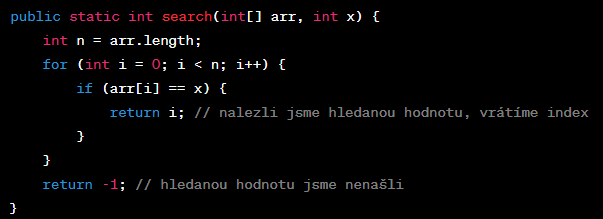 public static int search(int[] arr, int x) {
    int n = arr.length;
    for (int i = 0; i < n; i++) {
        if (arr[i] == x) {
            return i; // nalezli jsme hledanou hodnotu, vrátíme index
        }
    }
    return -1; // hledanou hodnotu jsme nenašli
}